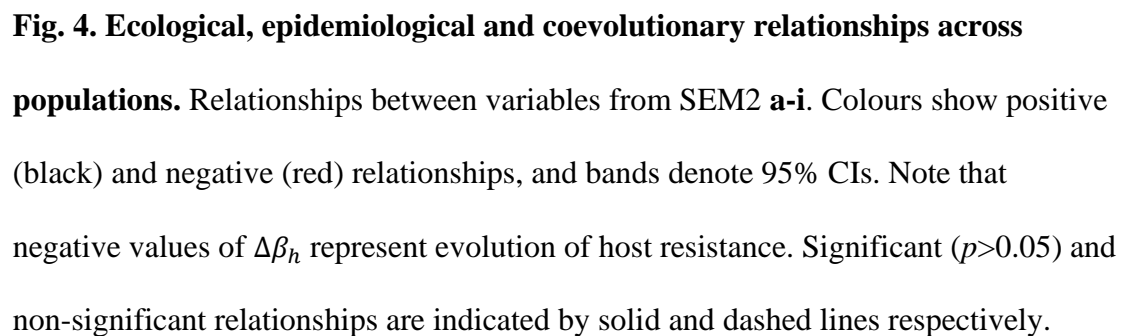 Fig. 4. Ecological, epidemiological and coevolutionary relationships across
populations. Relationships between variables from SEM2 a-i. Colours show positive
(black) and negative (red) relationships, and bands denote 95% CIs. Note that
negative values of Δβₕ represent evolution of host resistance. Significant (p>0.05) and
non-significant relationships are indicated by solid and dashed lines respectively.